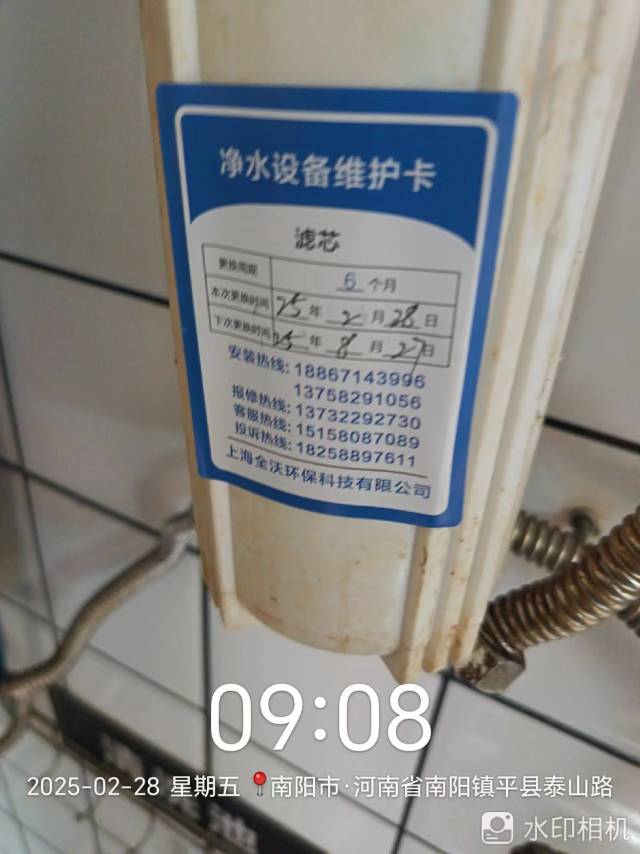 净水设备维护卡
滤芯
更换周期 6 个月
本次更换时间 25 年 2 月 28 日
下次更换时间 25 年 8 月 27 日
安装热线: 18867143996
13758291056
报修热线: 13732292730
客服热线: 15158087089
投诉热线: 18258897611
上海全沃环保科技有限公司
09:08
2025-02-28 星期五 南阳市·河南省南阳镇平县泰山路
水印相机